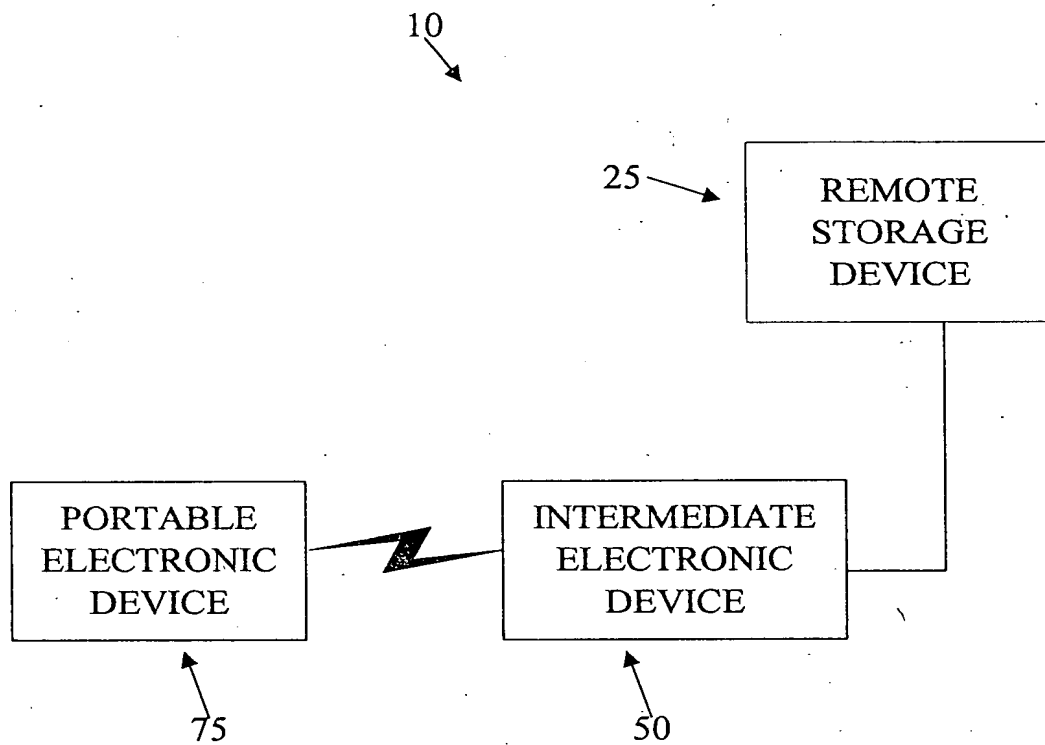 10
25
REMOTE
STORAGE
DEVICE
PORTABLE
ELECTRONIC
DEVICE
INTERMEDIATE
ELECTRONIC
DEVICE
75
50